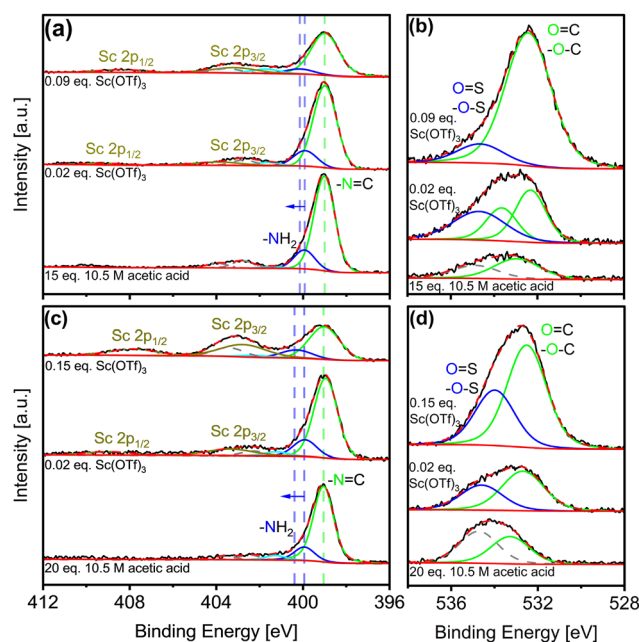 (a)
Sc 2p1/2
Sc 2p3/2
0.09 eq. Sc(OTf)3
Sc 2p1/2
Sc 2p3/2
0.02 eq. Sc(OTf)3
-N=C
-NH2
15 eq. 10.5 M acetic acid
Intensity [a.u.]
(b)
O=C
-O-C
O=S
-O-S
0.09 eq.
Sc(OTf)3
0.02 eq.
Sc(OTf)3
15 eq. 10.5 M acetic acid
Intensity [a.u.]
(c)
Sc 2p1/2
Sc 2p3/2
0.15 eq. Sc(OTf)3
Sc 2p1/2
Sc 2p3/2
0.02 eq. Sc(OTf)3
-N=C
-NH2
20 eq. 10.5 M acetic acid
Intensity [a.u.]
412 408 404 400 396
Binding Energy [eV]
(d)
O=C
-O-C
O=S
-O-S
0.15 eq.
Sc(OTf)3
0.02 eq.
Sc(OTf)3
20 eq. 10.5 M acetic acid
Intensity [a.u.]
536 532 528
Binding Energy [eV]